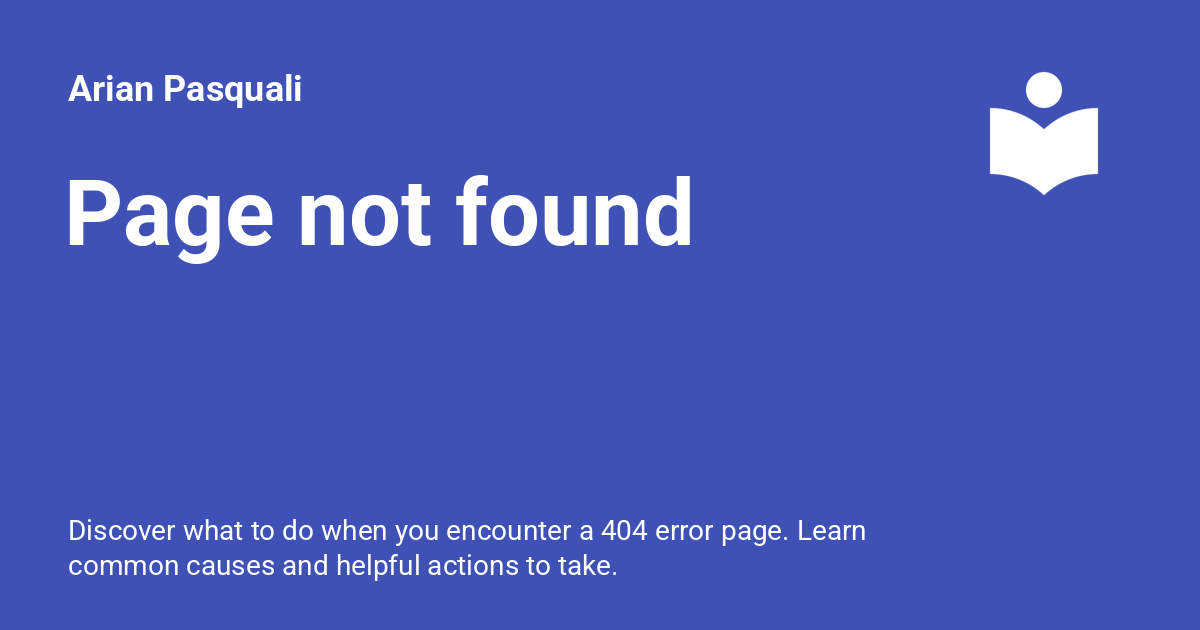 Arian Pasquali
Page not found
Discover what to do when you encounter a 404 error page. Learn
common causes and helpful actions to take.